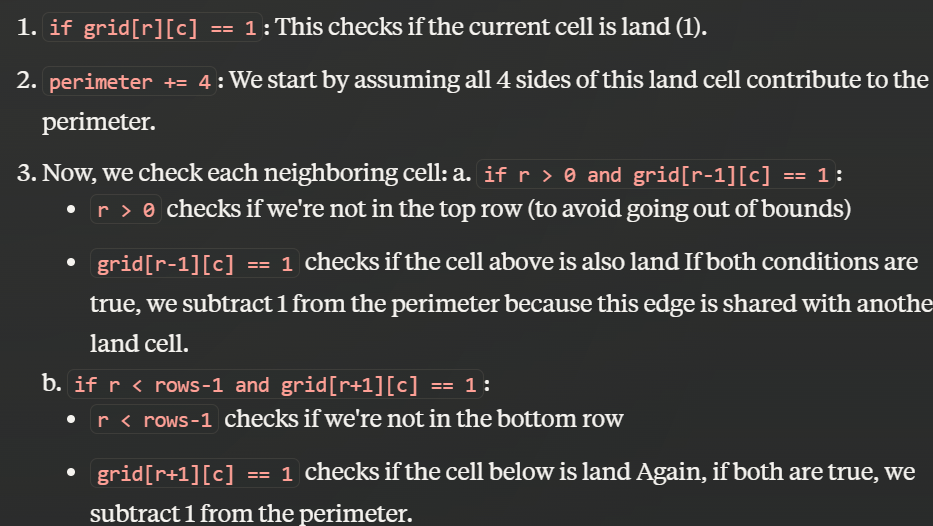 1. if grid[r][c] == 1: This checks if the current cell is land (1).
2. perimeter += 4: We start by assuming all 4 sides of this land cell contribute to the
perimeter.
3. Now, we check each neighboring cell: a. if r > 0 and grid[r-1][c] == 1:
• r > 0 checks if we're not in the top row (to avoid going out of bounds)
• grid[r-1][c] == 1 checks if the cell above is also land If both conditions are
true, we subtract 1 from the perimeter because this edge is shared with anothe
land cell.
b. if r < rows-1 and grid[r+1][c] == 1:
• r < rows-1 checks if we're not in the bottom row
• grid[r+1][c] == 1 checks if the cell below is land Again, if both are true, we
subtract 1 from the perimeter.